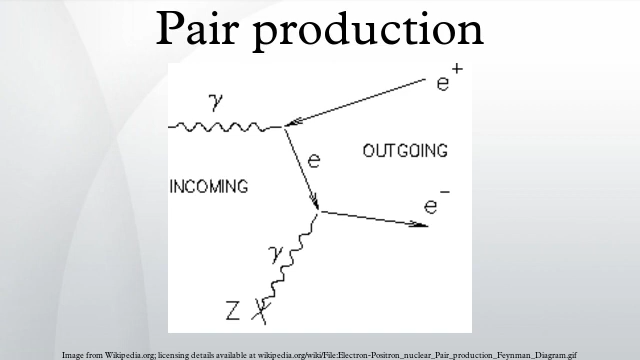 Pair production
γ
e+
e
OUTGOING
INCOMING
e−
γ
Z
Image from Wikipedia.org; licensing details available at wikipedia.org/wiki/File:Electron-Positron_nuclear_Pair_production_Feynman_Diagram.gif